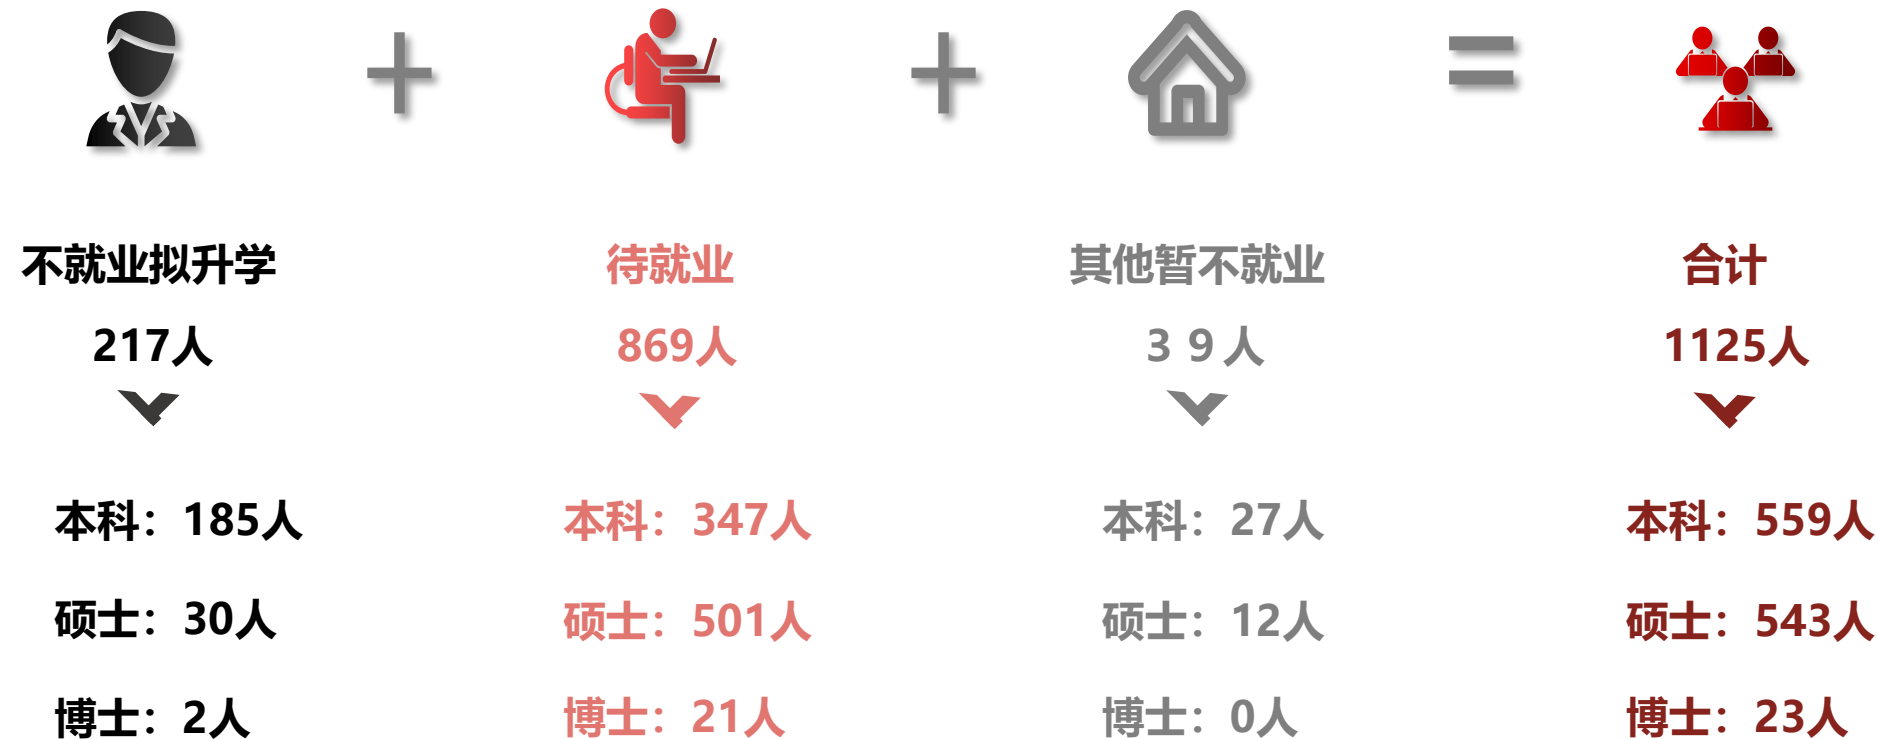 不就业拟升学 待就业 其他暂不就业 合计
217人 869人 3 9人 1125人
本科：185人 本科：347人 本科：27人 本科：559人
硕士：30人 硕士：501人 硕士：12人 硕士：543人
博士：2人 博士：21人 博士：0人 博士：23人